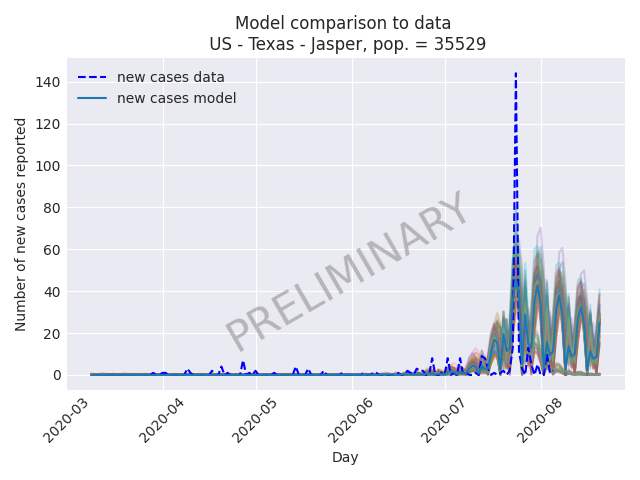 Model comparison to data
US - Texas - Jasper, pop. = 35529
new cases data
new cases model
Number of new cases reported
140
120
100
80
60
40
20
0
PRELIMINARY
2020-03
2020-04
2020-05
2020-06
2020-07
2020-08
Day